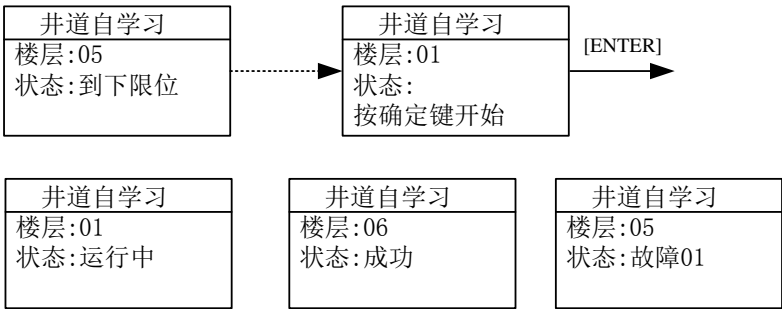 井道自学习
楼层:05
状态:到下限位
井道自学习
楼层:01
状态:
按确定键开始
[ENTER]
井道自学习
楼层:01
状态:运行中
井道自学习
楼层:06
状态:成功
井道自学习
楼层:05
状态:故障01